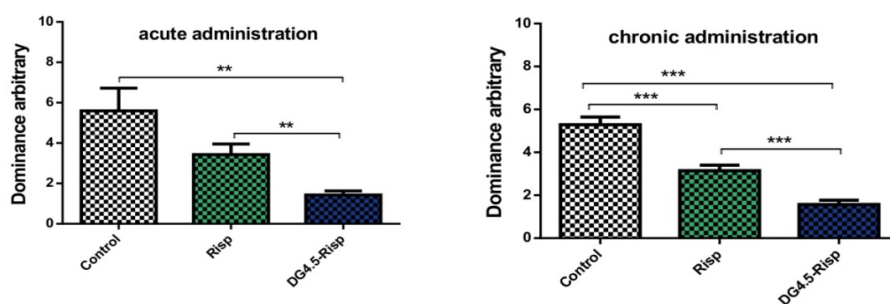 acute administration
Dominance arbitrary
10
8
6
4
2
0
**
**
Control
Risp
DG4.5-Risp
chronic administration
Dominance arbitrary
10
8
6
4
2
0
***
***
***
Control
Risp
DG4.5-Risp